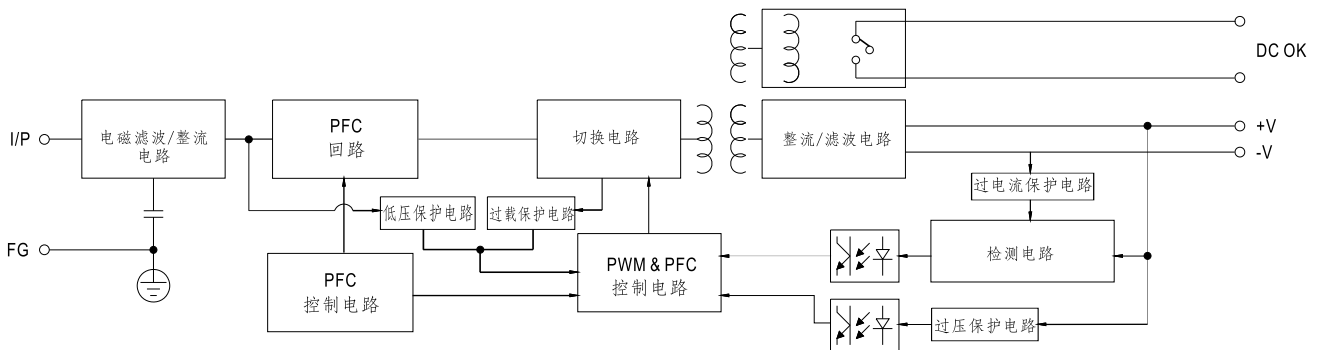 DC OK
I/P
电磁滤波/整流
电路
PFC
回路
切换电路
整流/滤波电路
+V
-V
过电流保护电路
低压保护电路
过载保护电路
FG
PFC
控制电路
PWM & PFC
控制电路
检测电路
过压保护电路